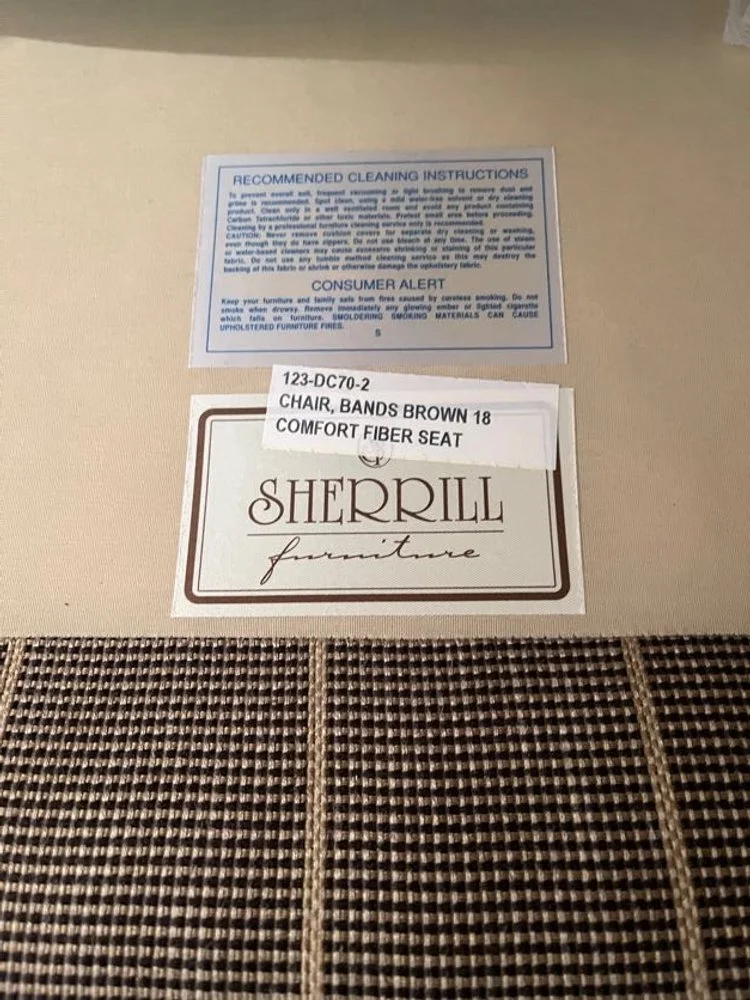 RECOMMENDED CLEANING INSTRUCTIONS
To prevent overall soil, frequent vacuuming or light brushing to remove dust and
grime is recommended. Spot clean, using a mild water-free solvent or dry cleaning
product. Clean only in a well ventilated room and avoid any product containing
Carbon Tetrachloride or other toxic materials. Pretest small area before proceeding.
Cleaning by a professional furniture cleaning service only is recommended.
CAUTION: Never remove cushion covers for separate dry cleaning or washing,
even though they do have zippers. Do not use bleach at any time. The use of steam
or water-based cleaners may cause excessive shrinking or staining of this particular
fabric. Do not use any tumble method cleaning service as this may destroy the
backing of this fabric or shrink or otherwise damage the upholstery fabric.
CONSUMER ALERT
Keep your furniture and family safe from fires caused by careless smoking. Do not
smoke when drowsy. Remove immediately any glowing ember or lighted cigarette
which falls on furniture. SMOLDERING SMOKING MATERIALS CAN CAUSE
UPHOLSTERED FURNITURE FIRES.
S
123-DC70-2
CHAIR, BANDS BROWN 18
COMFORT FIBER SEAT
SHERRILL
furniture